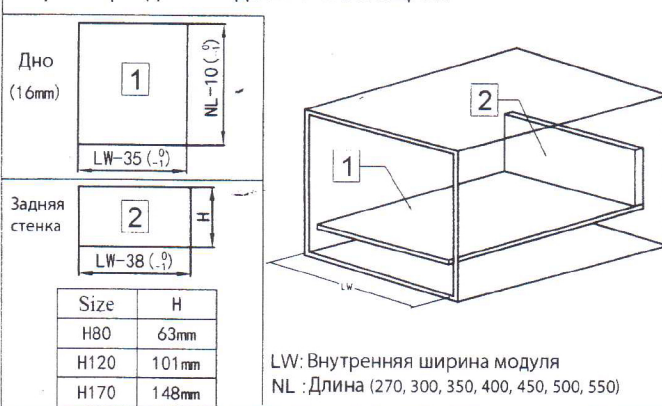 Дно
(16mm)
1
NL-10 (⁰₋₁)
LW-35 (⁰₋₁)
Задняя
стенка
2
H
LW-38 (⁰₋₁)
Size H
H80 63mm
H120 101mm
H170 148mm
1
2
LW
LW: Внутренняя ширина модуля
NL : Длина (270, 300, 350, 400, 450, 500, 550)